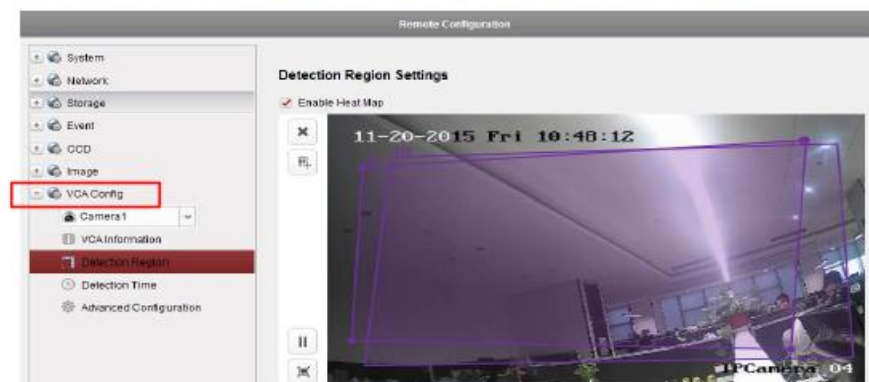 Remote Configuration
System
Network
Storage
Event
CCD
Image
VCA Config
Camera1
VCA Information
Detection Region
Detection Time
Advanced Configuration
Detection Region Settings
Enable Heat Map
11-20-2015 Fri 10:48:12
IPCamera 04